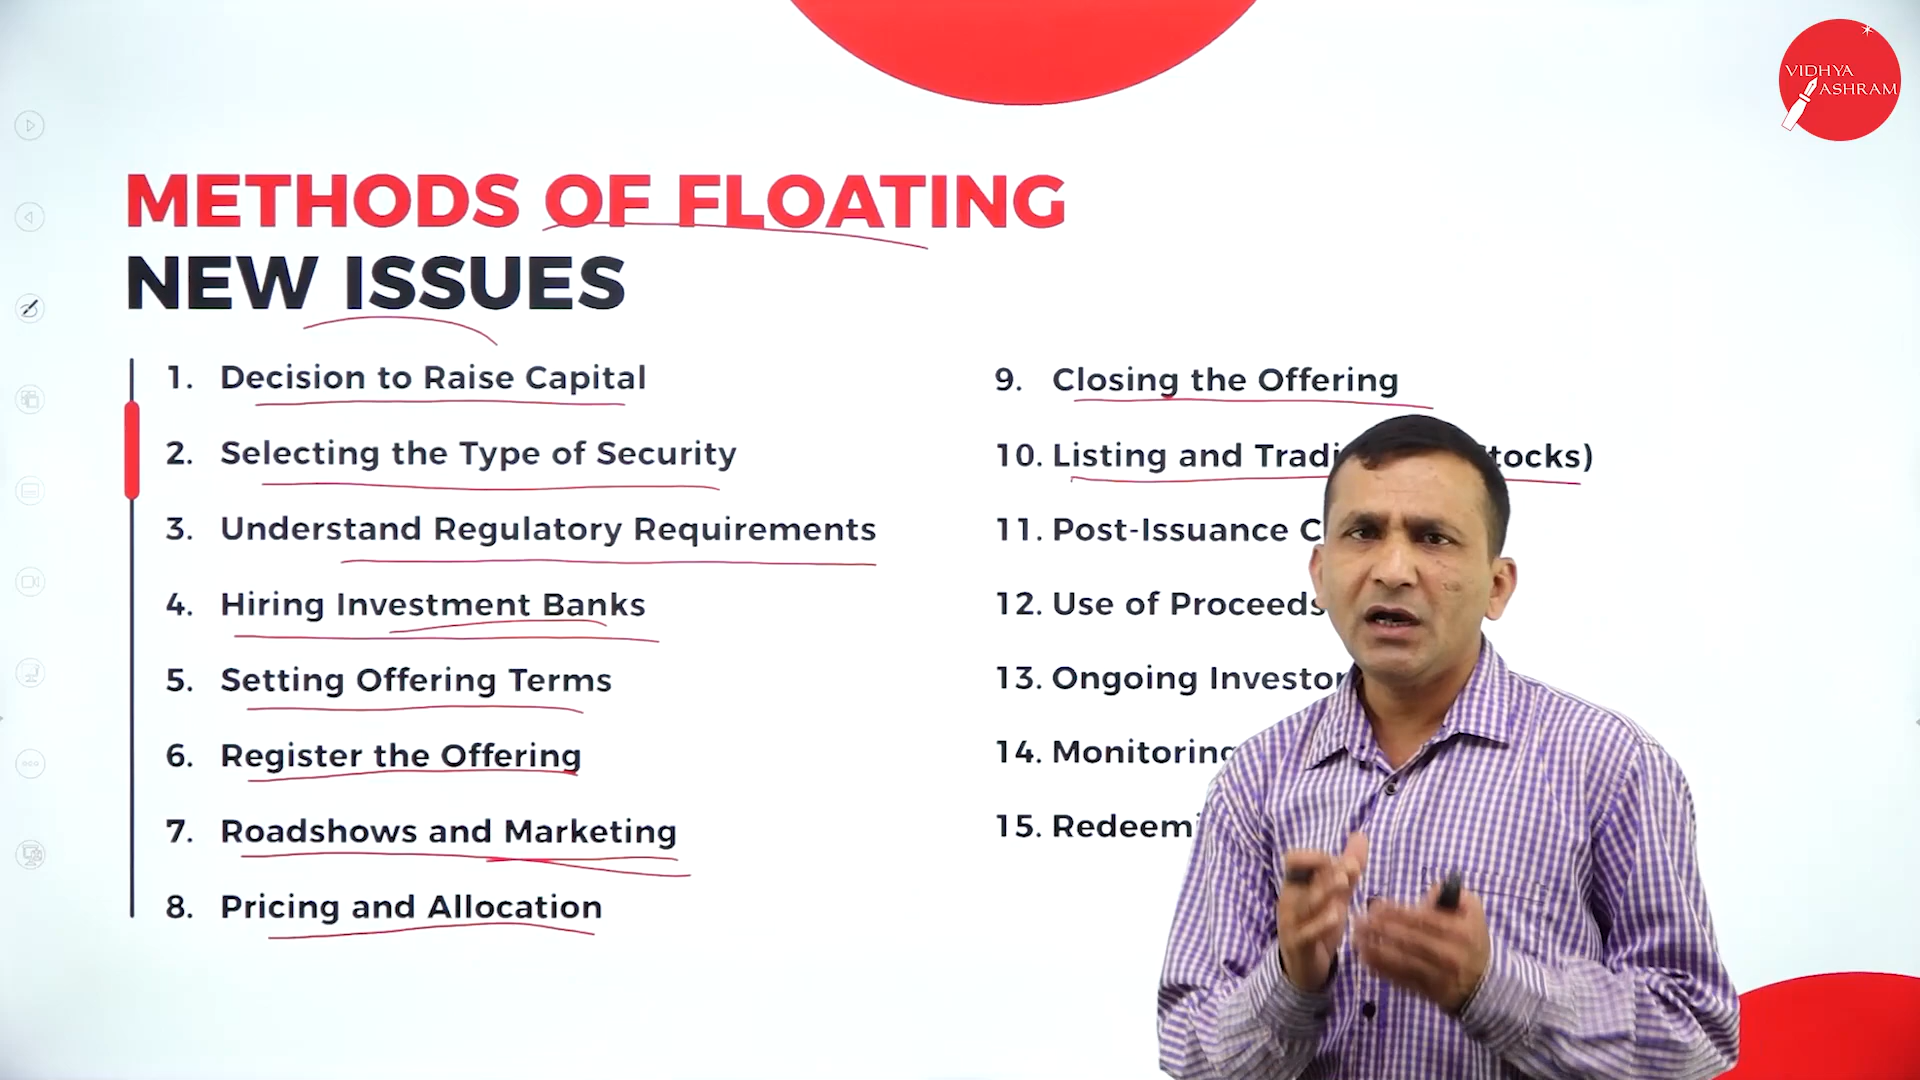 VIDHYA
ASHRAM
METHODS OF FLOATING
NEW ISSUES
1. Decision to Raise Capital
2. Selecting the Type of Security
3. Understand Regulatory Requirements
4. Hiring Investment Banks
5. Setting Offering Terms
6. Register the Offering
7. Roadshows and Marketing
8. Pricing and Allocation
9. Closing the Offering
10. Listing and
11. Post-Issuance
12. Use of Proceeds
13. Ongoing
14. Monitoring
15.